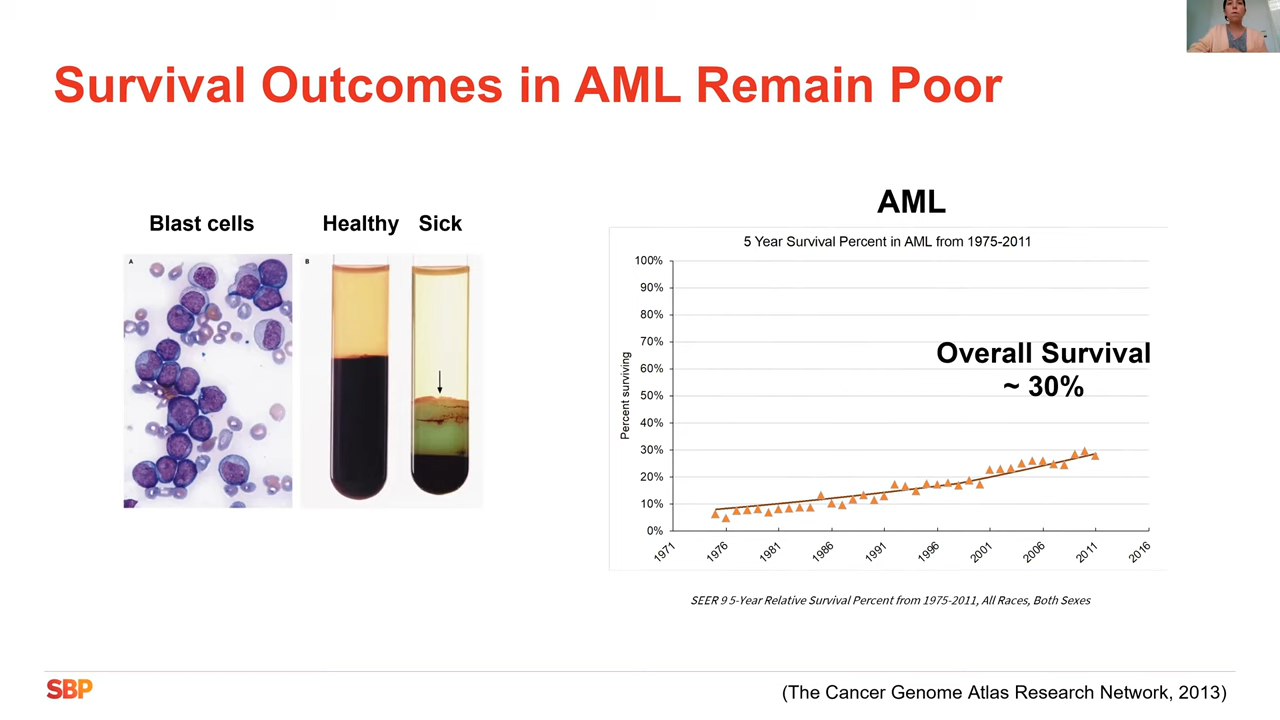 Survival Outcomes in AML Remain Poor
Blast cells
Healthy Sick
A
B
AML
5 Year Survival Percent in AML from 1975-2011
100%
90%
80%
70%
60%
50%
40%
30%
20%
10%
0%
Percent surviving
Overall Survival
~ 30%
1971
1976
1981
1986
1991
1996
2001
2006
2011
2016
SEER 9 5-Year Relative Survival Percent from 1975-2011, All Races, Both Sexes
SBP
(The Cancer Genome Atlas Research Network, 2013)